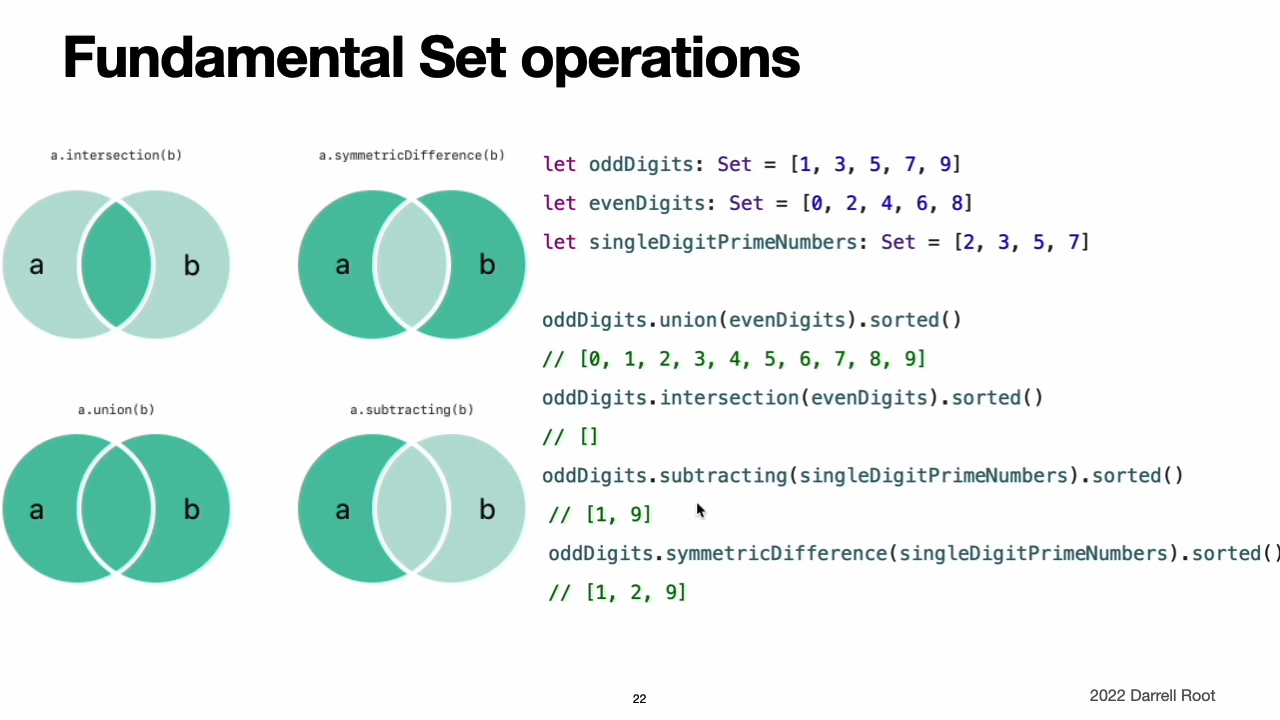 Fundamental Set operations
a.intersection(b)
a.symmetricDifference(b)
a
b
a
b
a.union(b)
a.subtracting(b)
a
b
a
b
let oddDigits: Set = [1, 3, 5, 7, 9]
let evenDigits: Set = [0, 2, 4, 6, 8]
let singleDigitPrimeNumbers: Set = [2, 3, 5, 7]
oddDigits.union(evenDigits).sorted()
// [0, 1, 2, 3, 4, 5, 6, 7, 8, 9]
oddDigits.intersection(evenDigits).sorted()
// []
oddDigits.subtracting(singleDigitPrimeNumbers).sorted()
// [1, 9]
oddDigits.symmetricDifference(singleDigitPrimeNumbers).sorted()
// [1, 2, 9]
22
2022 Darrell Root